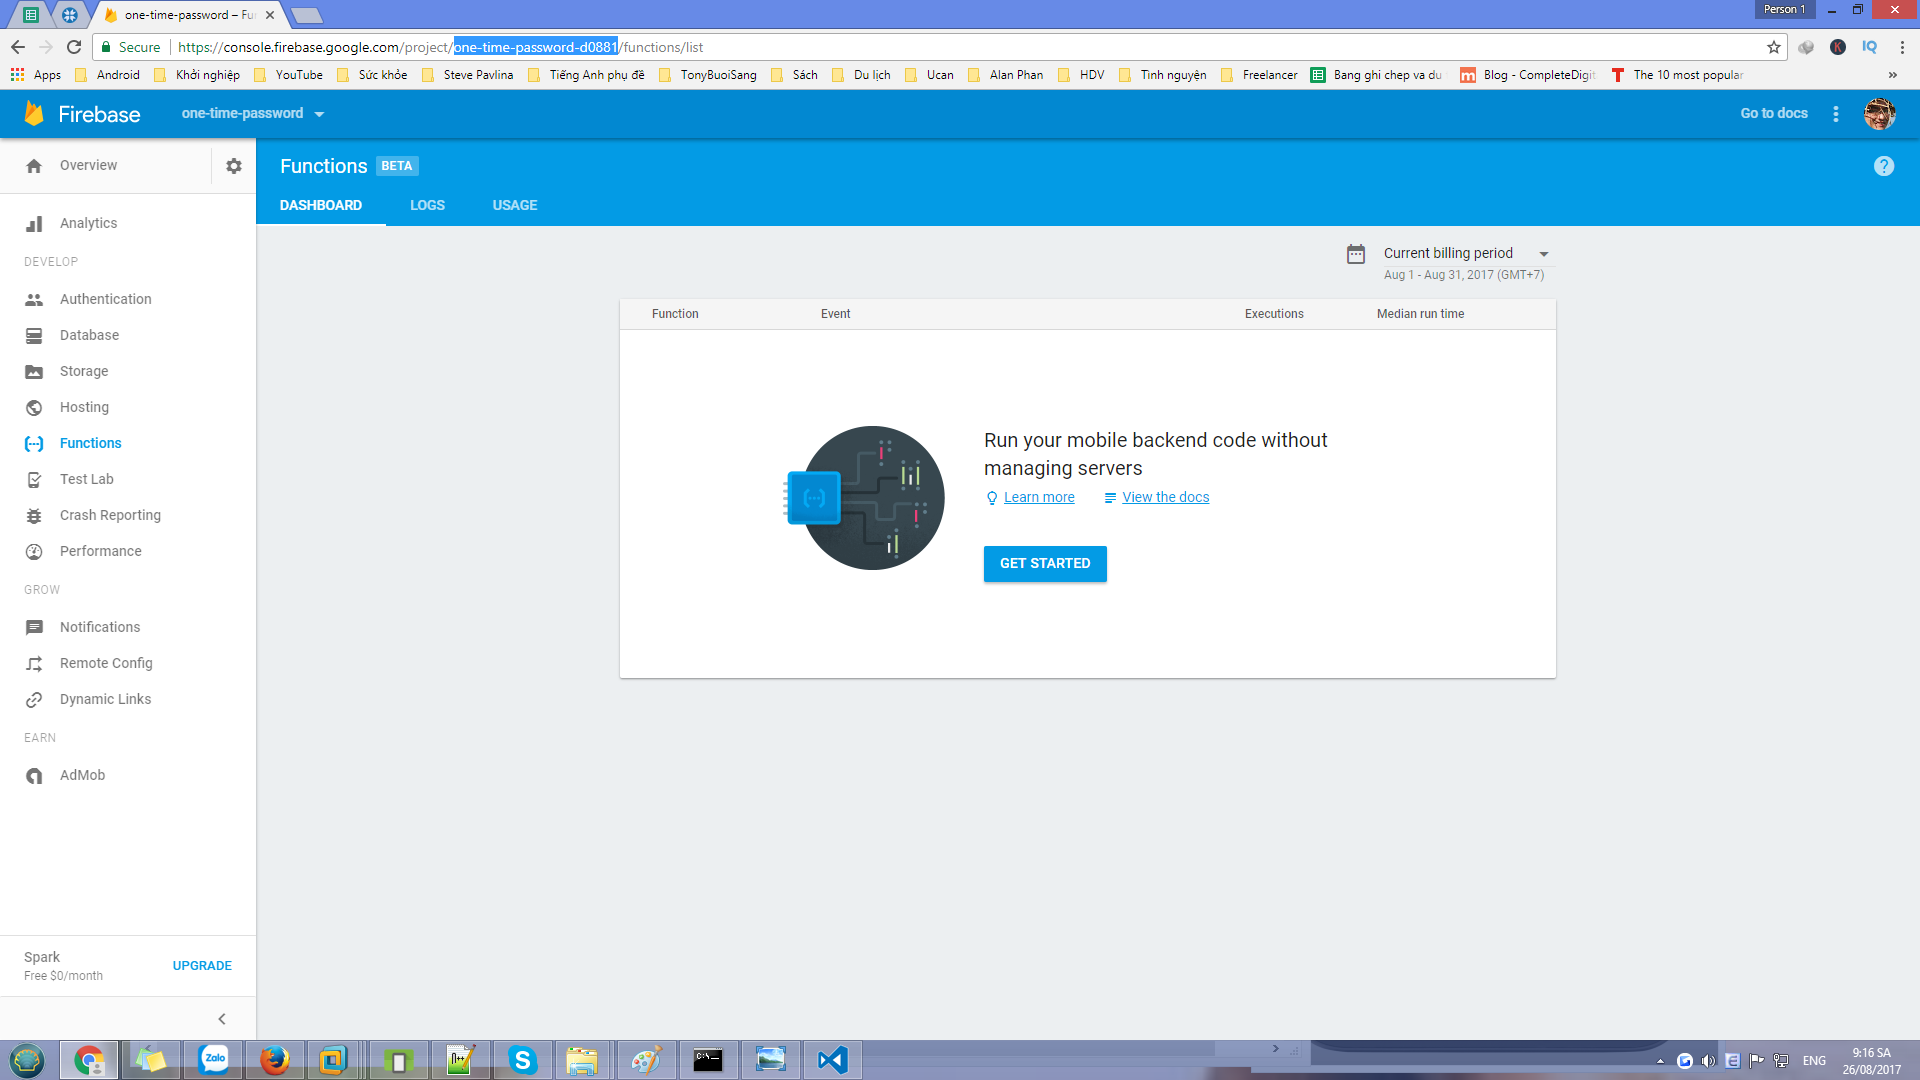 one-time-password – Fu
Person 1
Secure
https://console.firebase.google.com/project/one-time-password-d0881/functions/list
IQ
Apps Android Khởi nghiệp YouTube Sức khỏe Steve Pavlina Tiếng Anh phụ đề TonyBuoiSang Sách Du lịch Ucan Alan Phan HDV Tình nguyện Freelancer Bang ghi chep va du Blog - CompleteDigit The 10 most popular »
Firebase
one-time-password
Go to docs
Overview
Functions BETA
DASHBOARD LOGS USAGE
Analytics
DEVELOP
Authentication
Database
Storage
Hosting
Functions
Test Lab
Crash Reporting
Performance
GROW
Notifications
Remote Config
Dynamic Links
EARN
AdMob
Current billing period
Aug 1 - Aug 31, 2017 (GMT+7)
Function Event Executions Median run time
Run your mobile backend code without
managing servers
Learn more View the docs
GET STARTED
Spark
Free $0/month
UPGRADE
Zalo
ENG
9:16 SA
26/08/2017